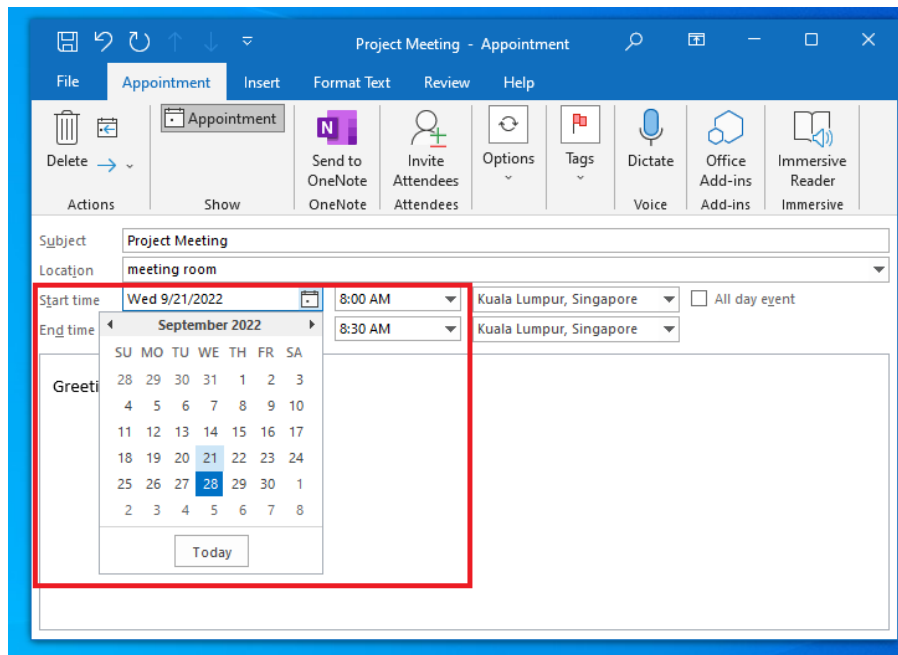 Project Meeting - Appointment
File Appointment Insert Format Text Review Help
Appointment
Delete Send to Invite Options Tags Dictate Office Immersive
OneNote Attendees Add-ins Reader
Actions Show OneNote Attendees Voice Add-ins Immersive
Subject Project Meeting
Location meeting room
Start time Wed 9/21/2022 8:00 AM Kuala Lumpur, Singapore All day event
End time 8:30 AM Kuala Lumpur, Singapore
September 2022
SU MO TU WE TH FR SA
28 29 30 31 1 2 3
Greeti
4 5 6 7 8 9 10
11 12 13 14 15 16 17
18 19 20 21 22 23 24
25 26 27 28 29 30 1
2 3 4 5 6 7 8
Today